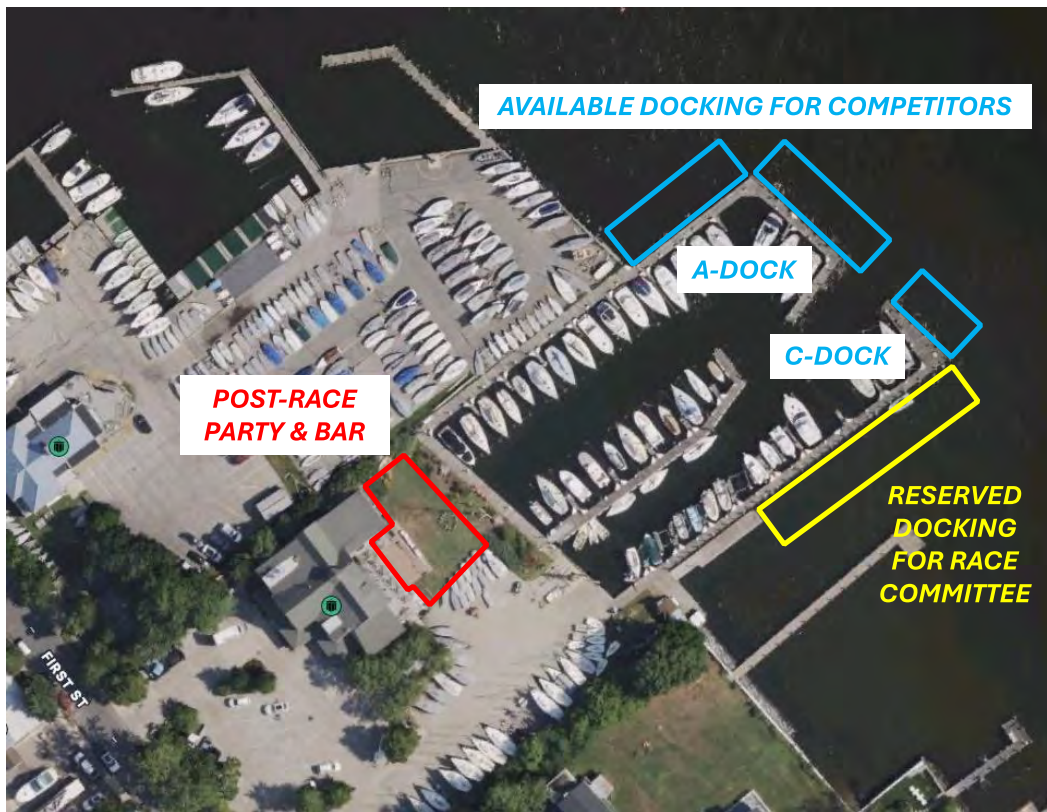 AVAILABLE DOCKING FOR COMPETITORS
A-DOCK
C-DOCK
POST-RACE
PARTY & BAR
RESERVED
DOCKING
FOR RACE
COMMITTEE
FIRST ST